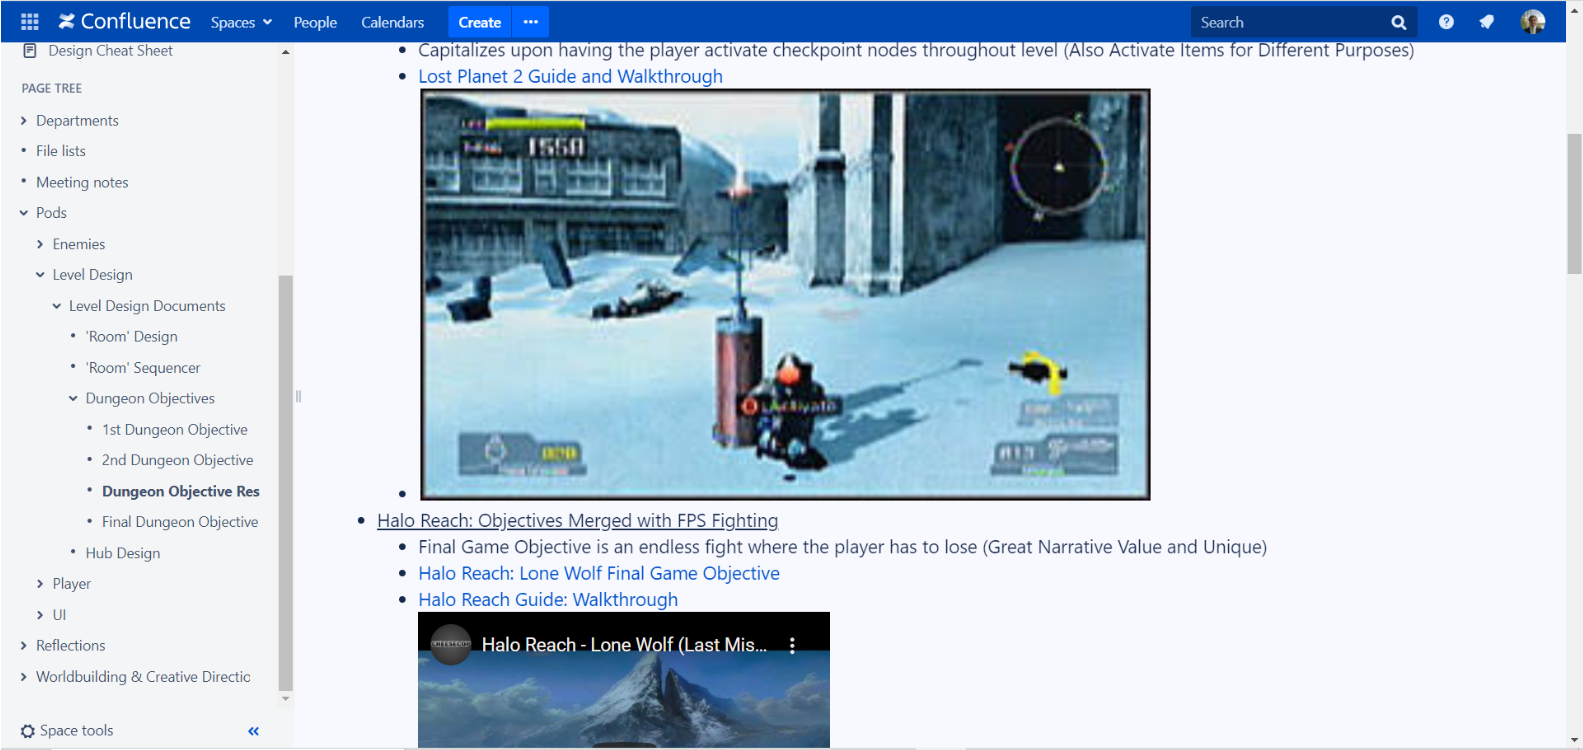 Confluence Spaces People Calendars Create ••• Search
Design Cheat Sheet
PAGE TREE
Departments
File lists
Meeting notes
Pods
Enemies
Level Design
Level Design Documents
'Room' Design
'Room' Sequencer
Dungeon Objectives
1st Dungeon Objective
2nd Dungeon Objective
Dungeon Objective Res
Final Dungeon Objective
Hub Design
Player
UI
Reflections
Worldbuilding & Creative Directio
Space tools
• Capitalizes upon having the player activate checkpoint nodes throughout level (Also Activate Items for Different Purposes)
• Lost Planet 2 Guide and Walkthrough
1550
:Activate
020
• Halo Reach: Objectives Merged with FPS Fighting
• Final Game Objective is an endless fight where the player has to lose (Great Narrative Value and Unique)
• Halo Reach: Lone Wolf Final Game Objective
• Halo Reach Guide: Walkthrough
Halo Reach - Lone Wolf (Last Mis...